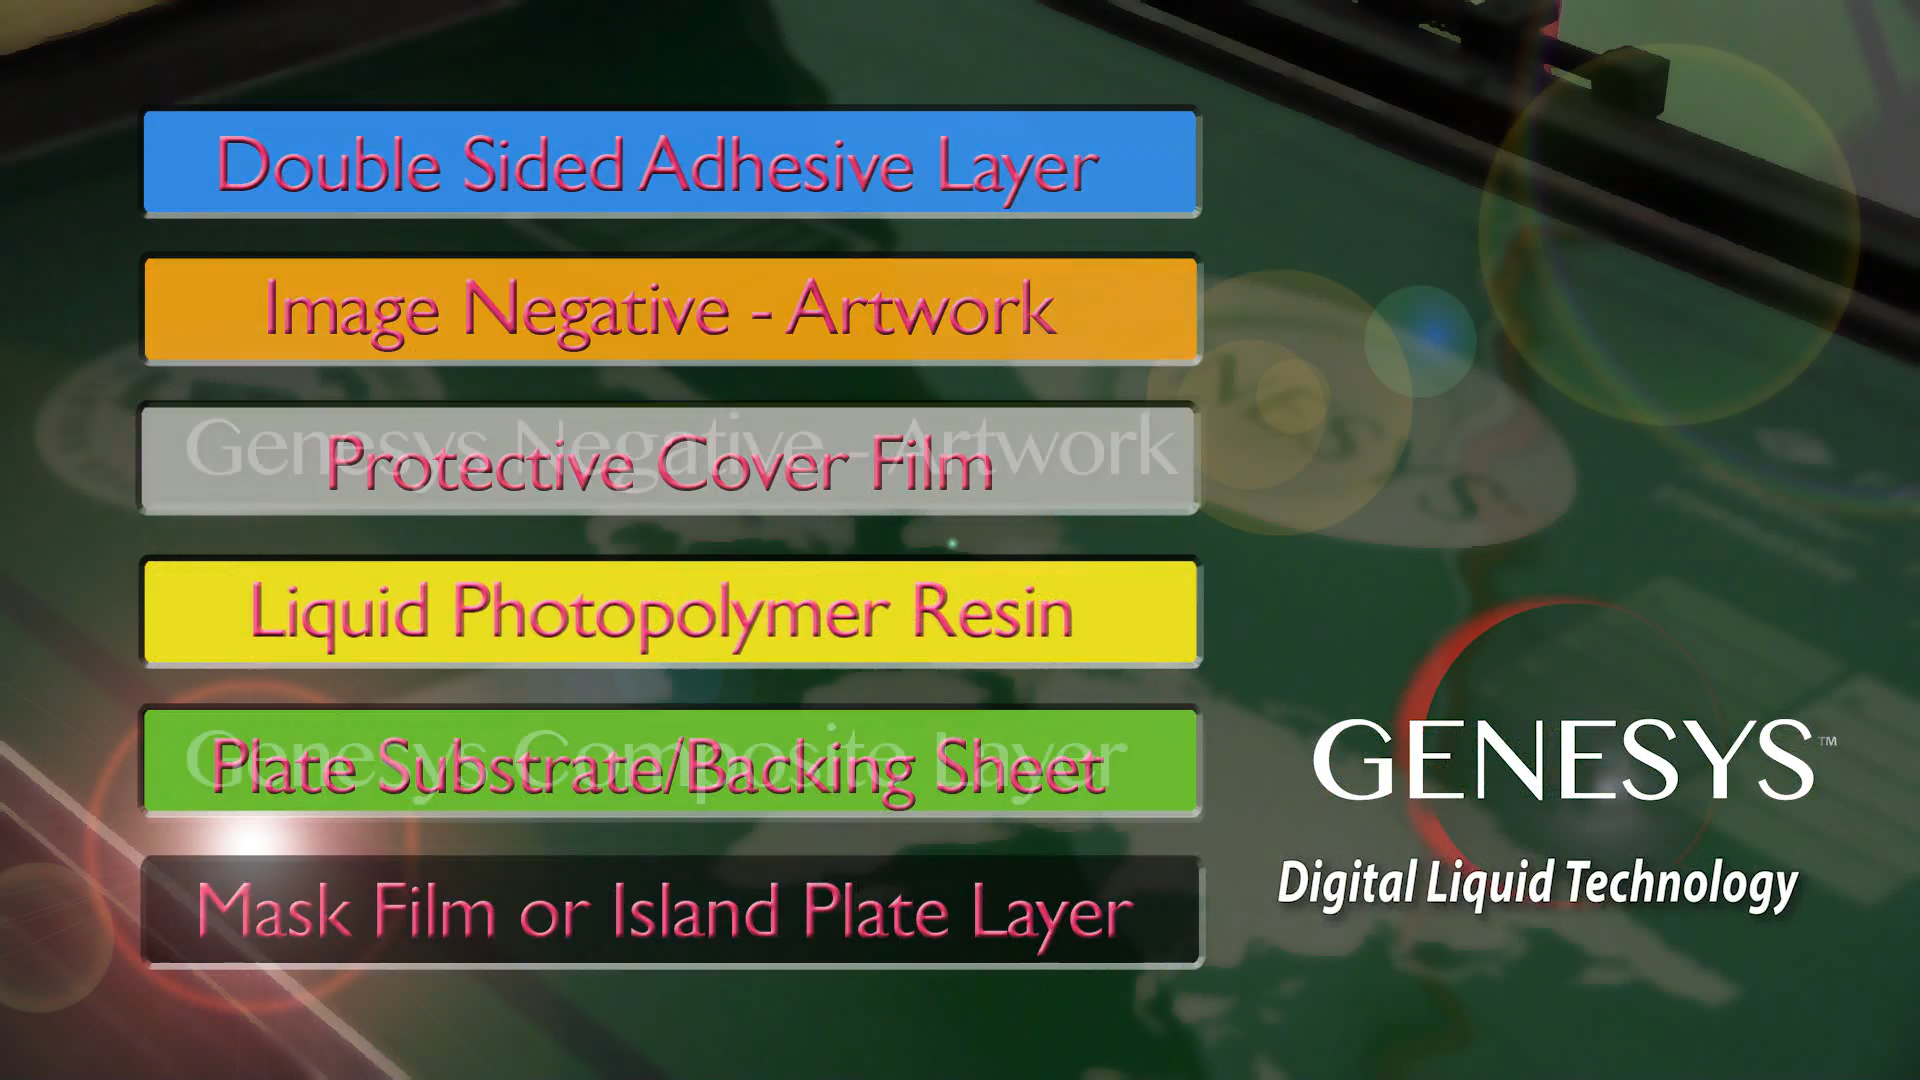 Double Sided Adhesive Layer
Image Negative - Artwork
Genesys Negative - Artwork
Protective Cover Film
Liquid Photopolymer Resin
Genesys Composite Layer
Plate Substrate/Backing Sheet
Mask Film or Island Plate Layer
GENESYS™
Digital Liquid Technology